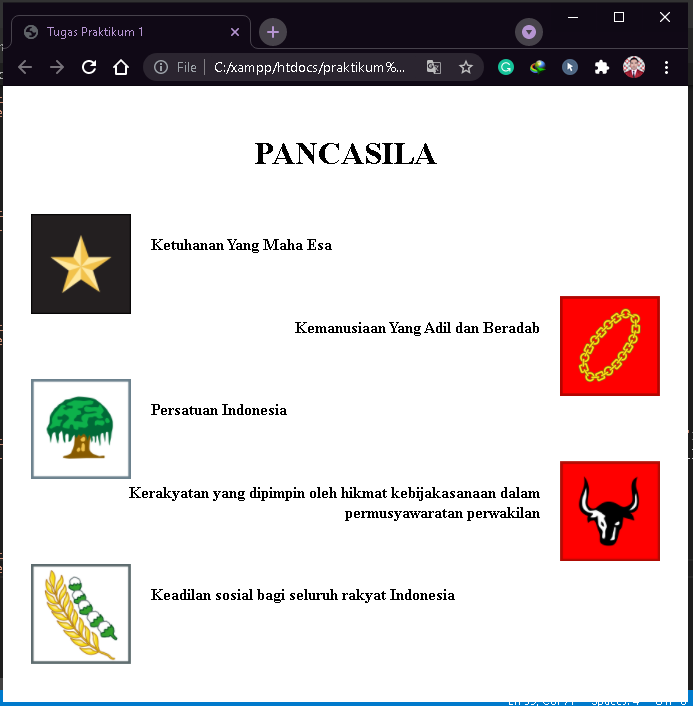 Tugas Praktikum 1
File
C:/xampp/htdocs/praktikum%...
PANCASILA
Ketuhanan Yang Maha Esa
Kemanusiaan Yang Adil dan Beradab
Persatuan Indonesia
Kerakyatan yang dipimpin oleh hikmat kebijakasanaan dalam
permusyawaratan perwakilan
Keadilan sosial bagi seluruh rakyat Indonesia